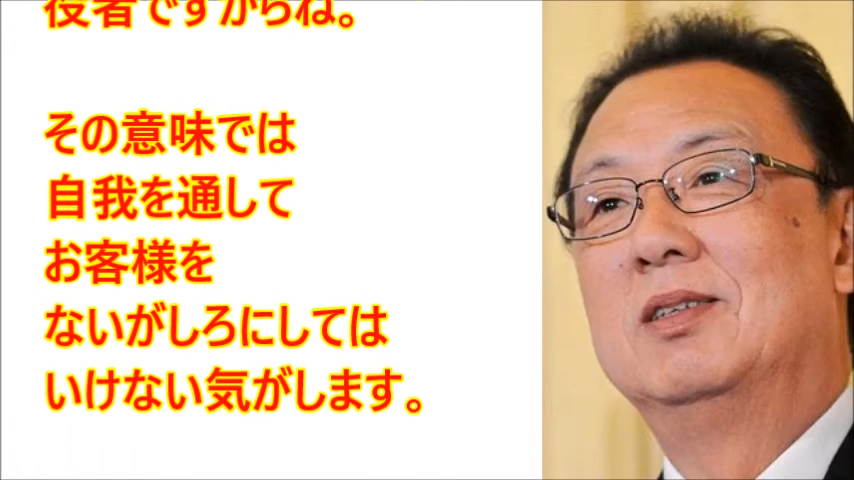 役者ですからね。
その意味では
自我を通して
お客様を
ないがしろにしては
いけない気がします。